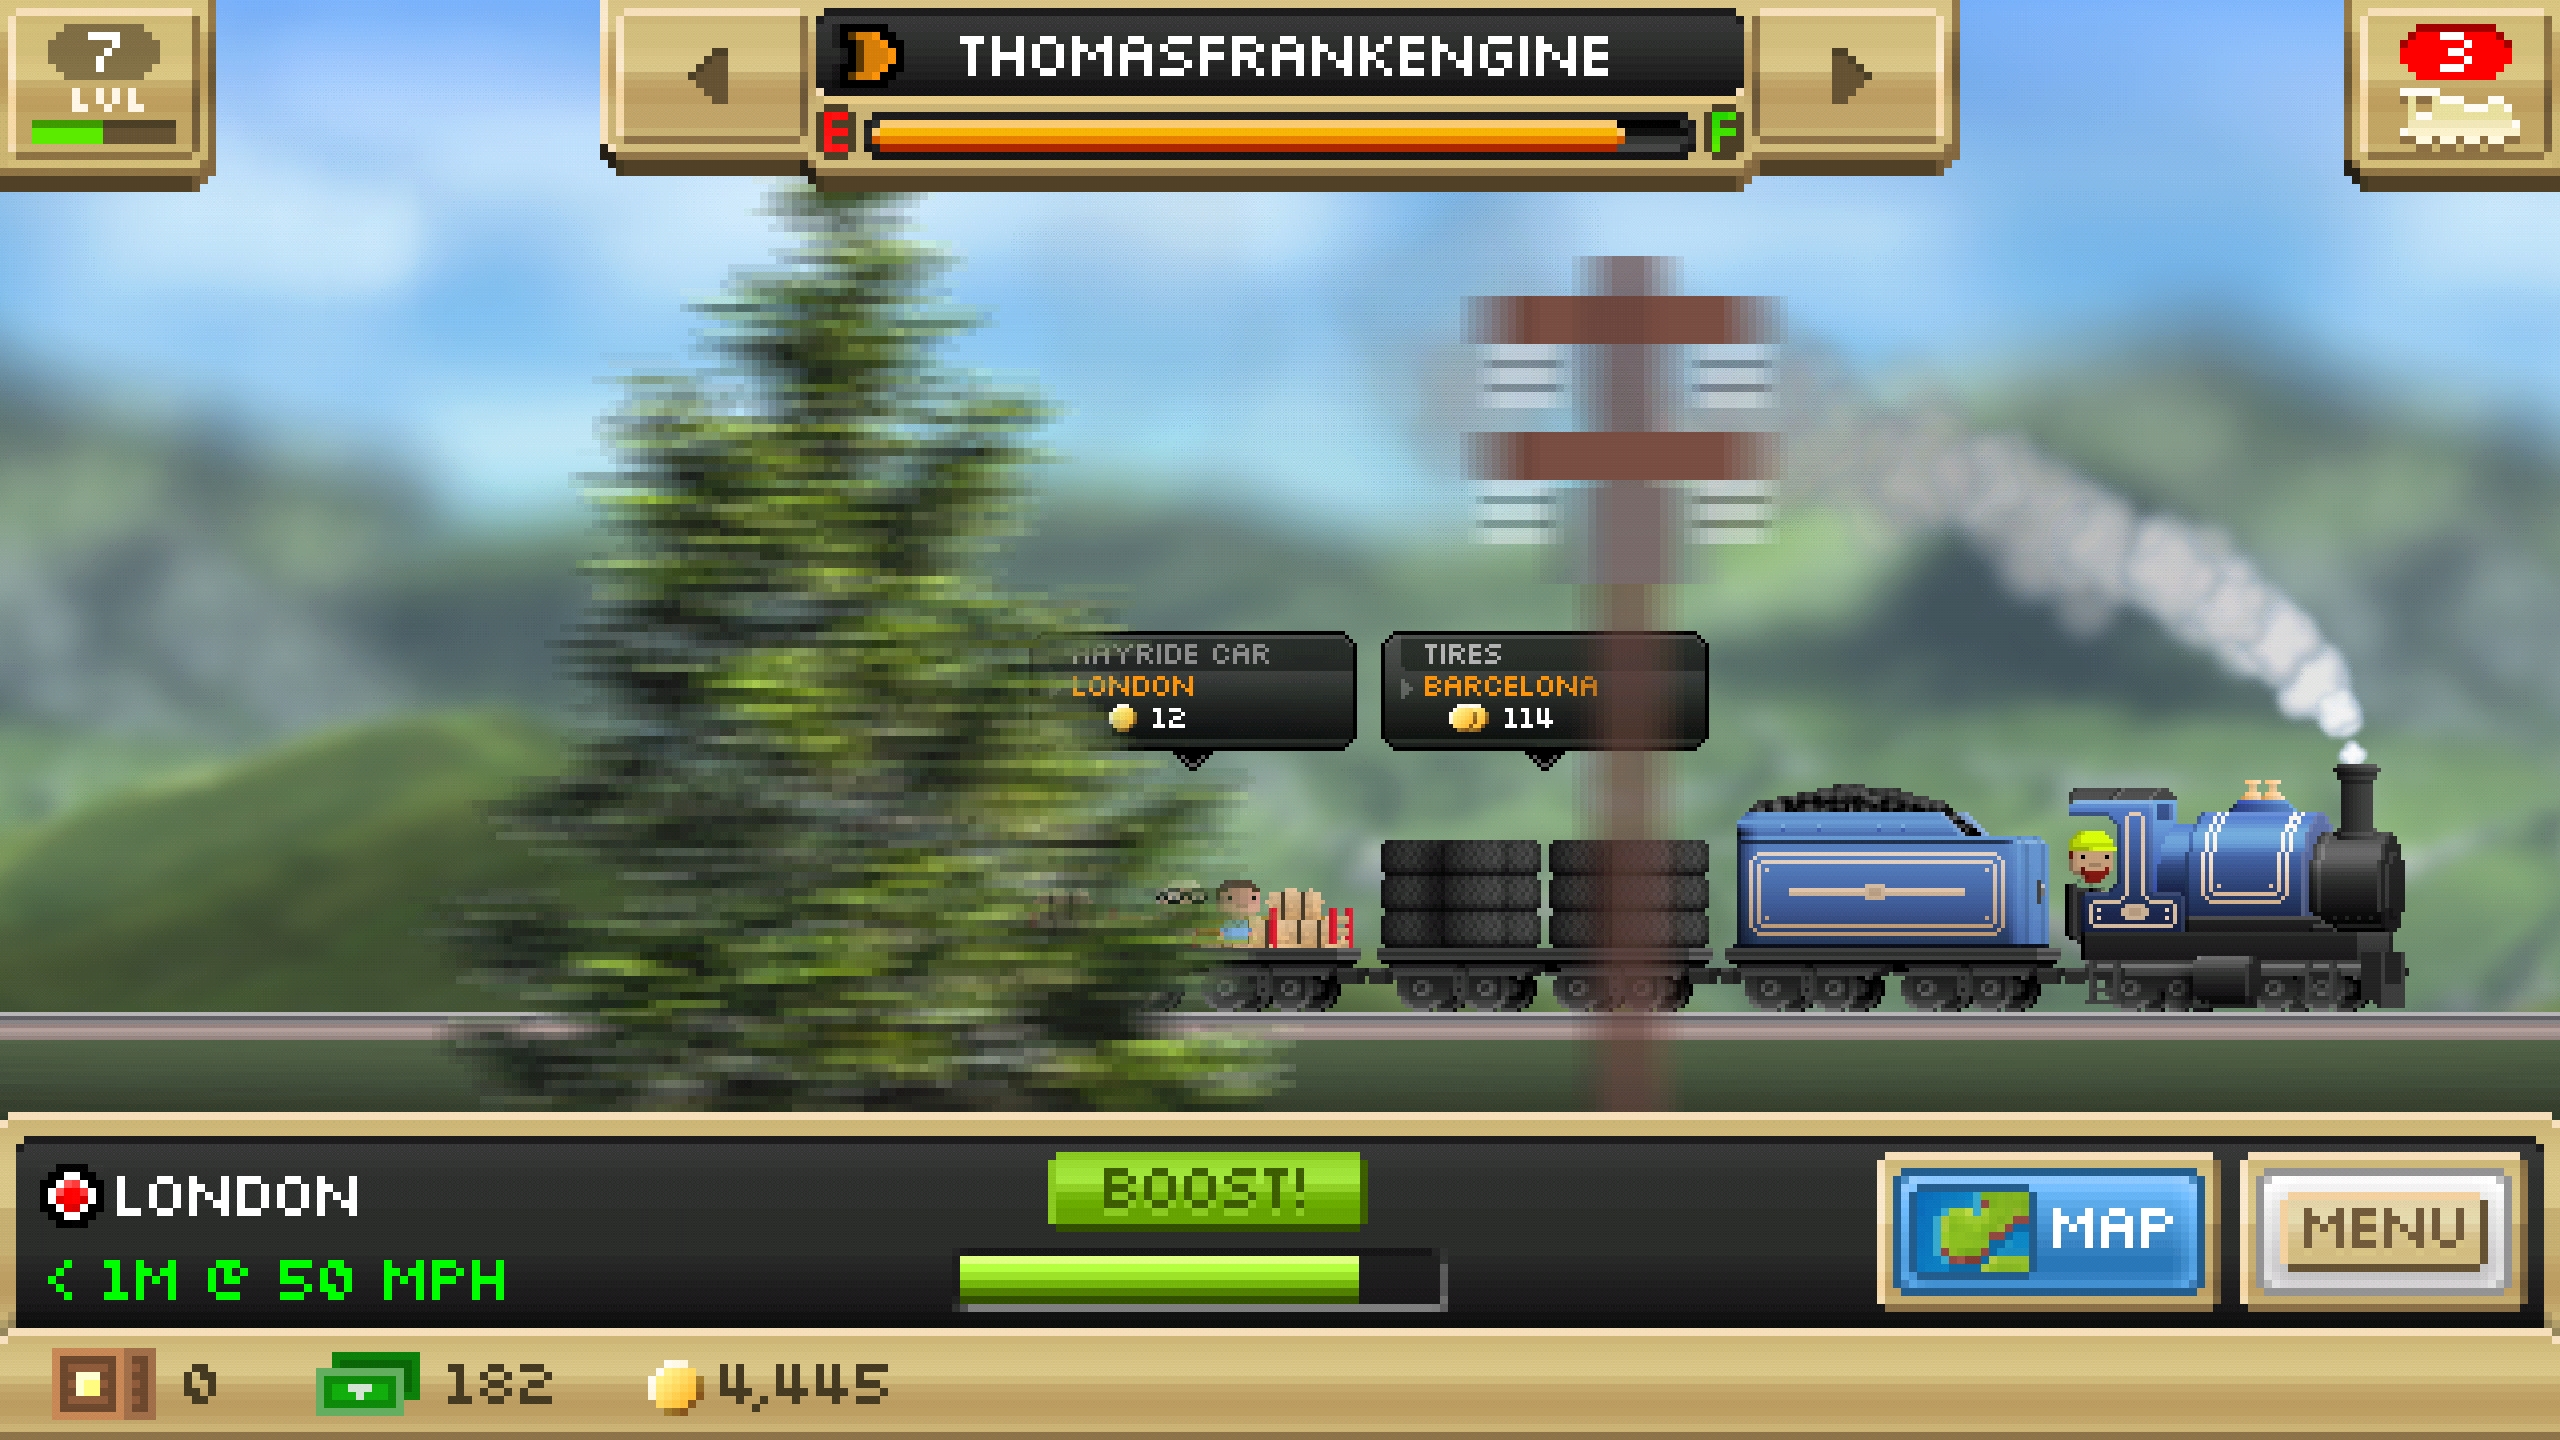 7
LVL
THOMASFRANKENGINE
E
F
3
HAYRIDE CAR
LONDON
12
TIRES
BARCELONA
114
LONDON
< 1M @ 50 MPH
BOOST!
MAP
MENU
0
182
4,445